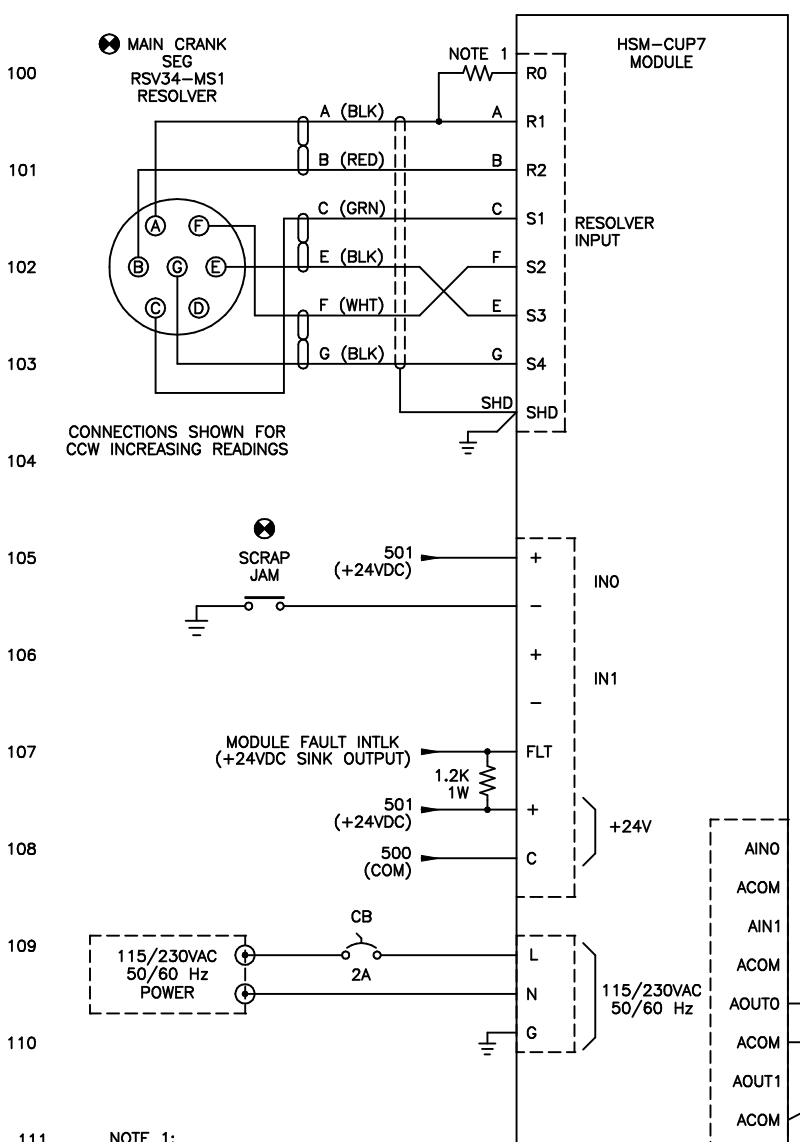 MAIN CRANK
SEG
RSV34-MS1
RESOLVER
HSM-CUP7
MODULE
NOTE 1
100
R0
A (BLK)
A
R1
101
B (RED)
B
R2
C (GRN)
C
S1
RESOLVER
INPUT
A
F
B
G
E
C
D
102
E (BLK)
F
S2
F (WHT)
E
S3
103
G (BLK)
G
S4
SHD
SHD
CONNECTIONS SHOWN FOR
CCW INCREASING READINGS
104
SCRAP
JAM
105
501
(+24VDC)
+
IN0
-
106
+
IN1
-
107
MODULE FAULT INTLK
(+24VDC SINK OUTPUT)
FLT
1.2K
1W
501
(+24VDC)
+
+24V
108
500
(COM)
C
AIN0
ACOM
AIN1
ACOM
AOUT0
ACOM
AOUT1
ACOM
109
115/230VAC
50/60 Hz
POWER
CB
2A
L
N
115/230VAC
50/60 Hz
110
G
111
NOTE 1: